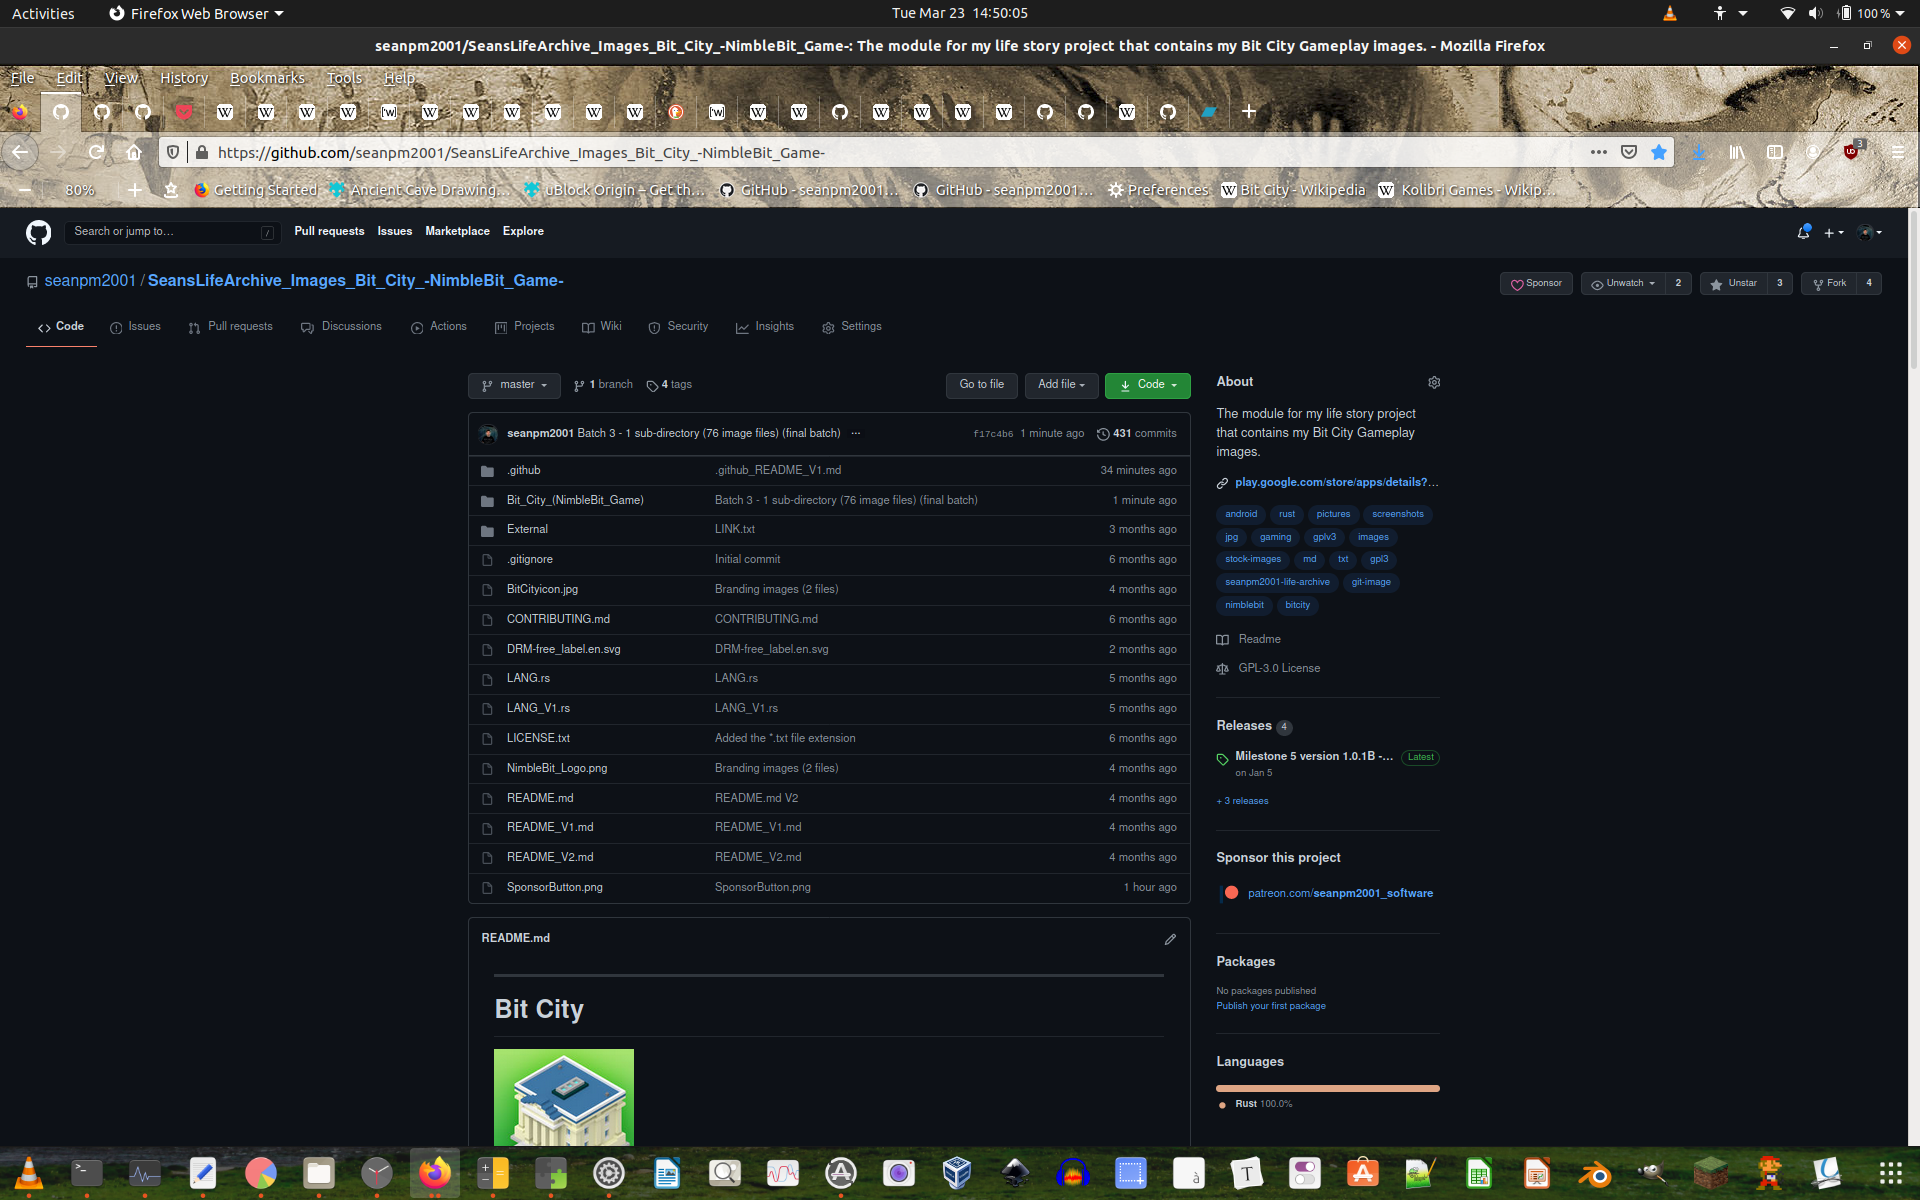 Activities Firefox Web Browser Tue Mar 23 14:50:05 100 %
seanpm2001/SeansLifeArchive_Images_Bit_City_-NimbleBit_Game-: The module for my life story project that contains my Bit City Gameplay images. - Mozilla Firefox
File Edit View History Bookmarks Tools Help
https://github.com/seanpm2001/SeansLifeArchive_Images_Bit_City_-NimbleBit_Game- 3
80% Getting Started Ancient Cave Drawing… uBlock Origin – Get th… GitHub - seanpm2001… GitHub - seanpm2001… Preferences Bit City - Wikipedia Kolibri Games - Wikip…
Search or jump to… / Pull requests Issues Marketplace Explore
seanpm2001 / SeansLifeArchive_Images_Bit_City_-NimbleBit_Game- Sponsor Unwatch 2 Unstar 3 Fork 4
Code Issues Pull requests Discussions Actions Projects Wiki Security Insights Settings
master 1 branch 4 tags Go to file Add file Code
seanpm2001 Batch 3 - 1 sub-directory (76 image files) (final batch) … f17c4b6 1 minute ago 431 commits
.github .github_README_V1.md 34 minutes ago
Bit_City_(NimbleBit_Game) Batch 3 - 1 sub-directory (76 image files) (final batch) 1 minute ago
External LINK.txt 3 months ago
.gitignore Initial commit 6 months ago
BitCityicon.jpg Branding images (2 files) 4 months ago
CONTRIBUTING.md CONTRIBUTING.md 6 months ago
DRM-free_label.en.svg DRM-free_label.en.svg 2 months ago
LANG.rs LANG.rs 5 months ago
LANG_V1.rs LANG_V1.rs 5 months ago
LICENSE.txt Added the *.txt file extension 6 months ago
NimbleBit_Logo.png Branding images (2 files) 4 months ago
README.md README.md V2 4 months ago
README_V1.md README_V1.md 4 months ago
README_V2.md README_V2.md 4 months ago
SponsorButton.png SponsorButton.png 1 hour ago
README.md
Bit City
About
The module for my life story project
that contains my Bit City Gameplay
images.
play.google.com/store/apps/details?…
android rust pictures screenshots
jpg gaming gplv3 images
stock-images md txt gpl3
seanpm2001-life-archive git-image
nimblebit bitcity
Readme
GPL-3.0 License
Releases 4
Milestone 5 version 1.0.1B -… Latest
on Jan 5
+ 3 releases
Sponsor this project
patreon.com/seanpm2001_software
Packages
No packages published
Publish your first package
Languages
Rust 100.0%